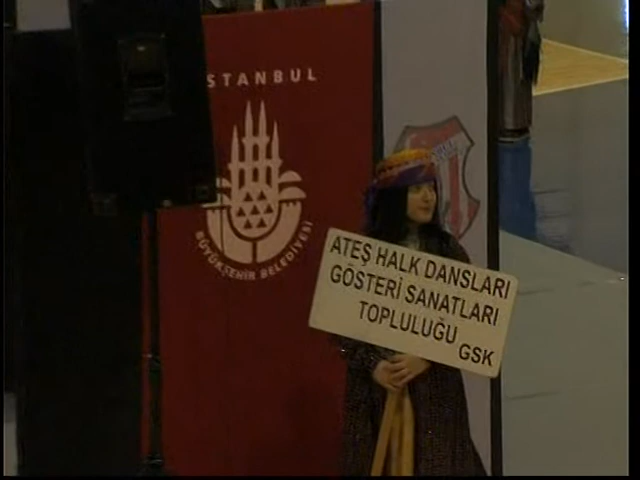 STANBUL
BÜYÜKŞEHİR BELEDİYESİ
ATEŞ HALK DANSLARI
GÖSTERİ SANATLARI
TOPLULUĞU
GSK